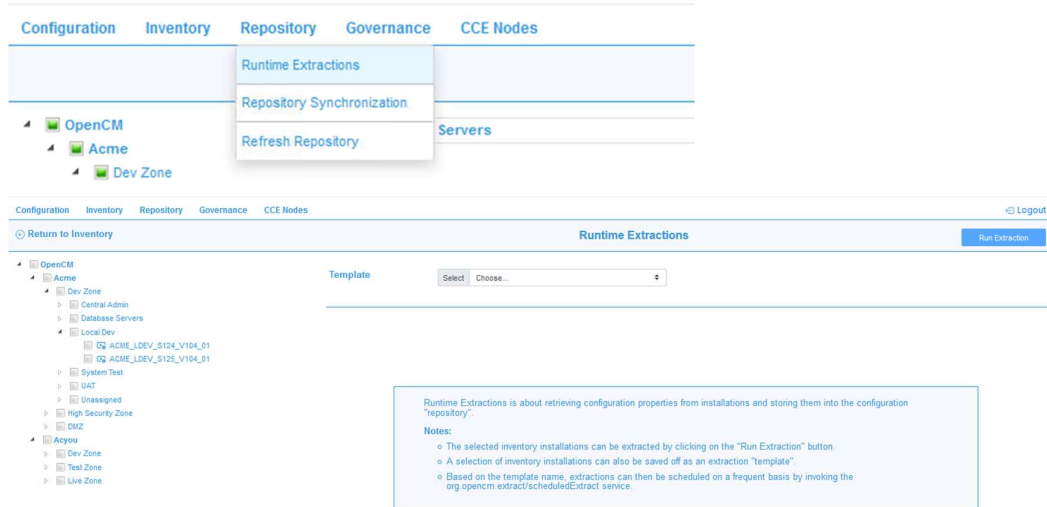 Configuration Inventory Repository Governance CCE Nodes
Runtime Extractions
Repository Synchronization
Refresh Repository
OpenCM
Acme
Dev Zone
Servers
Configuration Inventory Repository Governance CCE Nodes Logout
Return to Inventory Runtime Extractions Run Extraction
OpenCM
Acme
Dev Zone
Central Admin
Database Servers
Local Dev
ACME_LDEV_S124_V104_01
ACME_LDEV_S125_V104_01
System Test
UAT
Unassigned
High Security Zone
DMZ
Acyou
Dev Zone
Test Zone
Live Zone
Template Select Choose...
Runtime Extractions is about retrieving configuration properties from installations and storing them into the configuration
"repository".
Notes:
The selected inventory installations can be extracted by clicking on the "Run Extraction" button.
A selection of inventory installations can also be saved off as an extraction "template".
Based on the template name, extractions can then be scheduled on a frequent basis by invoking the
org.opencm.extract/scheduledExtract service.